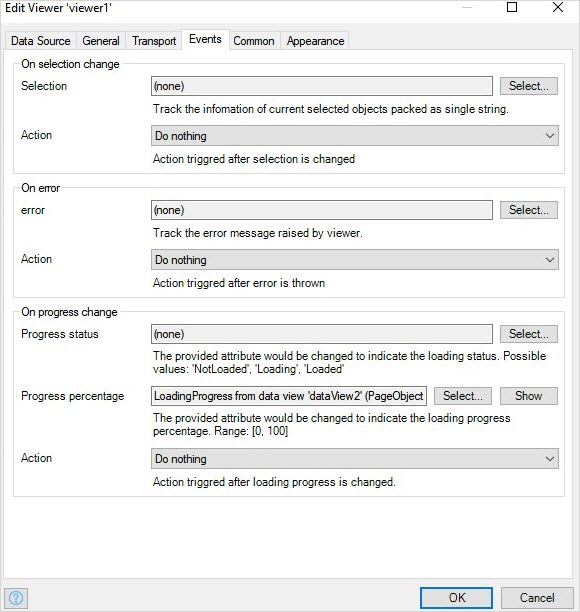 Edit Viewer 'viewer1'
Data Source General Transport Events Common Appearance
On selection change
Selection (none) Select...
Track the infomation of current selected objects packed as single string.
Action Do nothing
Action triggred after selection is changed
On error
error (none) Select...
Track the error message raised by viewer.
Action Do nothing
Action triggred after error is thrown
On progress change
Progress status (none) Select...
The provided attribute would be changed to indicate the loading status. Possible
values: 'NotLoaded', 'Loading', 'Loaded'
Progress percentage LoadingProgress from data view 'dataView2' (PageObject Select... Show
The provided attribute would be changed to indicate the loading progress
percentage. Range: [0, 100]
Action Do nothing
Action triggred after loading progress is changed.
? OK Cancel